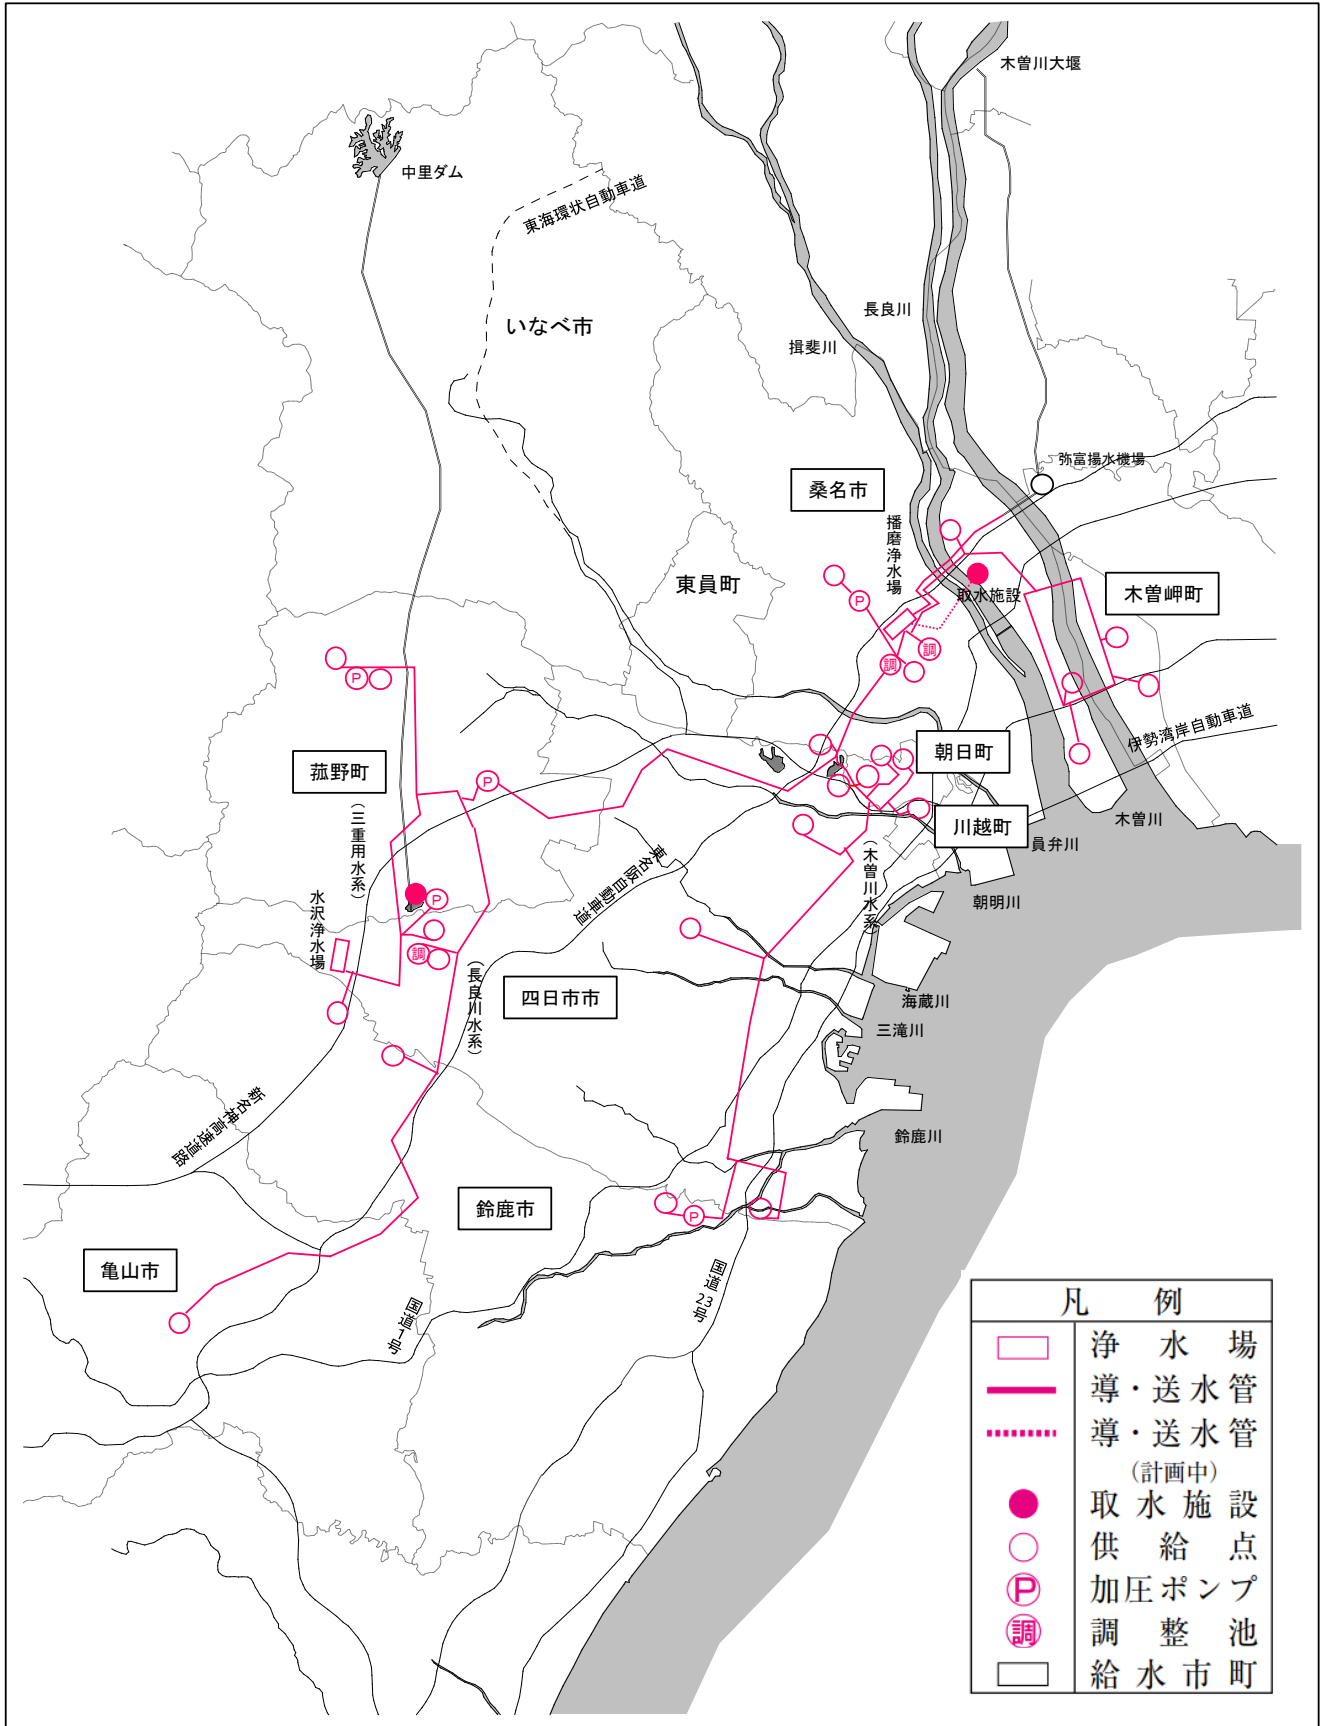 木曽川大堰
中里ダム
東海環状自動車道
いなべ市
長良川
揖斐川
弥富揚水機場
桑名市
播磨浄水場
東員町
取水施設
木曽岬町
P
調
調
P
伊勢湾岸自動車道
朝日町
菰野町
P
川越町
木曽川
員弁川
(三重用水系)
東名阪自動車道
(木曽川水系)
水沢浄水場
P
朝明川
調
(長良川水系)
四日市市
海蔵川
三滝川
新名神高速道路
鈴鹿川
鈴鹿市
P
亀山市
国道23号
国道1号
凡 例
浄水場
導・送水管
導・送水管
(計画中)
取水施設
供給点
P 加圧ポンプ
調 調整池
給水市町